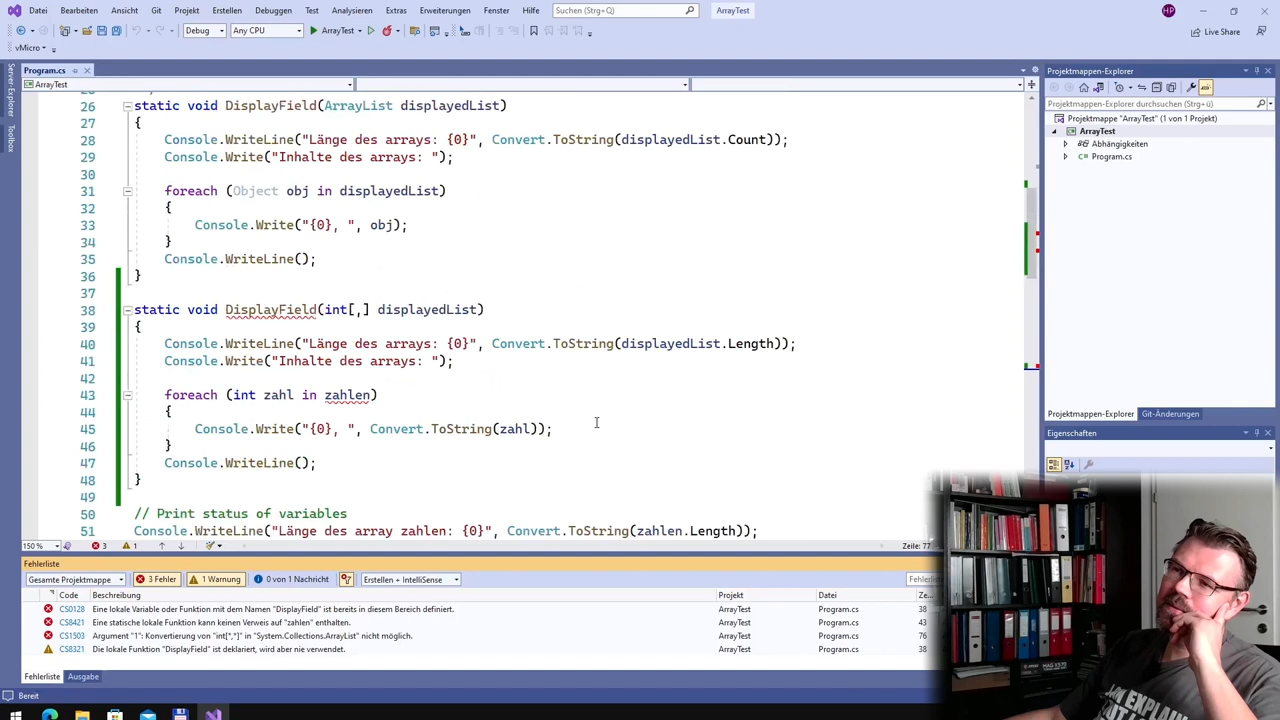 Datei Bearbeiten Ansicht Git Projekt Erstellen Debuggen Test Analysieren Extras Erweiterungen Fenster Hilfe Suchen (Strg+Q) ArrayTest HP
Debug Any CPU ArrayTest Live Share
vMicro
Server-Explorer
Toolbox
Program.cs
ArrayTest
26 static void DisplayField(ArrayList displayedList)
27 {
28 Console.WriteLine("Länge des arrays: {0}", Convert.ToString(displayedList.Count));
29 Console.Write("Inhalte des arrays: ");
30
31 foreach (Object obj in displayedList)
32 {
33 Console.Write("{0}, ", obj);
34 }
35 Console.WriteLine();
36 }
37
38 static void DisplayField(int[,] displayedList)
39 {
40 Console.WriteLine("Länge des arrays: {0}", Convert.ToString(displayedList.Length));
41 Console.Write("Inhalte des arrays: ");
42
43 foreach (int zahl in zahlen)
44 {
45 Console.Write("{0}, ", Convert.ToString(zahl));
46 }
47 Console.WriteLine();
48 }
49
50 // Print status of variables
51 Console.WriteLine("Länge des array zahlen: {0}", Convert.ToString(zahlen.Length));
150 % 3 1 Zeile: 77
Projektmappen-Explorer
Projektmappen-Explorer durchsuchen (Strg+ü)
Projektmappe "ArrayTest" (1 von 1 Projekt)
ArrayTest
Abhängigkeiten
Program.cs
Projektmappen-Explorer Git-Änderungen
Eigenschaften
Fehlerliste
Gesamte Projektmappe 3 Fehler 1 Warnung 0 von 1 Nachricht Erstellen + IntelliSense
Code Beschreibung Projekt Datei Ze...
CS0128 Eine lokale Variable oder Funktion mit dem Namen "DisplayField" ist bereits in diesem Bereich definiert. ArrayTest Program.cs 38
CS8421 Eine statische lokale Funktion kann keinen Verweis auf "zahlen" enthalten. ArrayTest Program.cs 43
CS1503 Argument "1": Konvertierung von "int[*,*]" in "System.Collections.ArrayList" nicht möglich. ArrayTest Program.cs 76
CS8321 Die lokale Funktion "DisplayField" ist deklariert, wird aber nie verwendet. ArrayTest Program.cs 38
Fehlerliste Ausgabe
Bereit